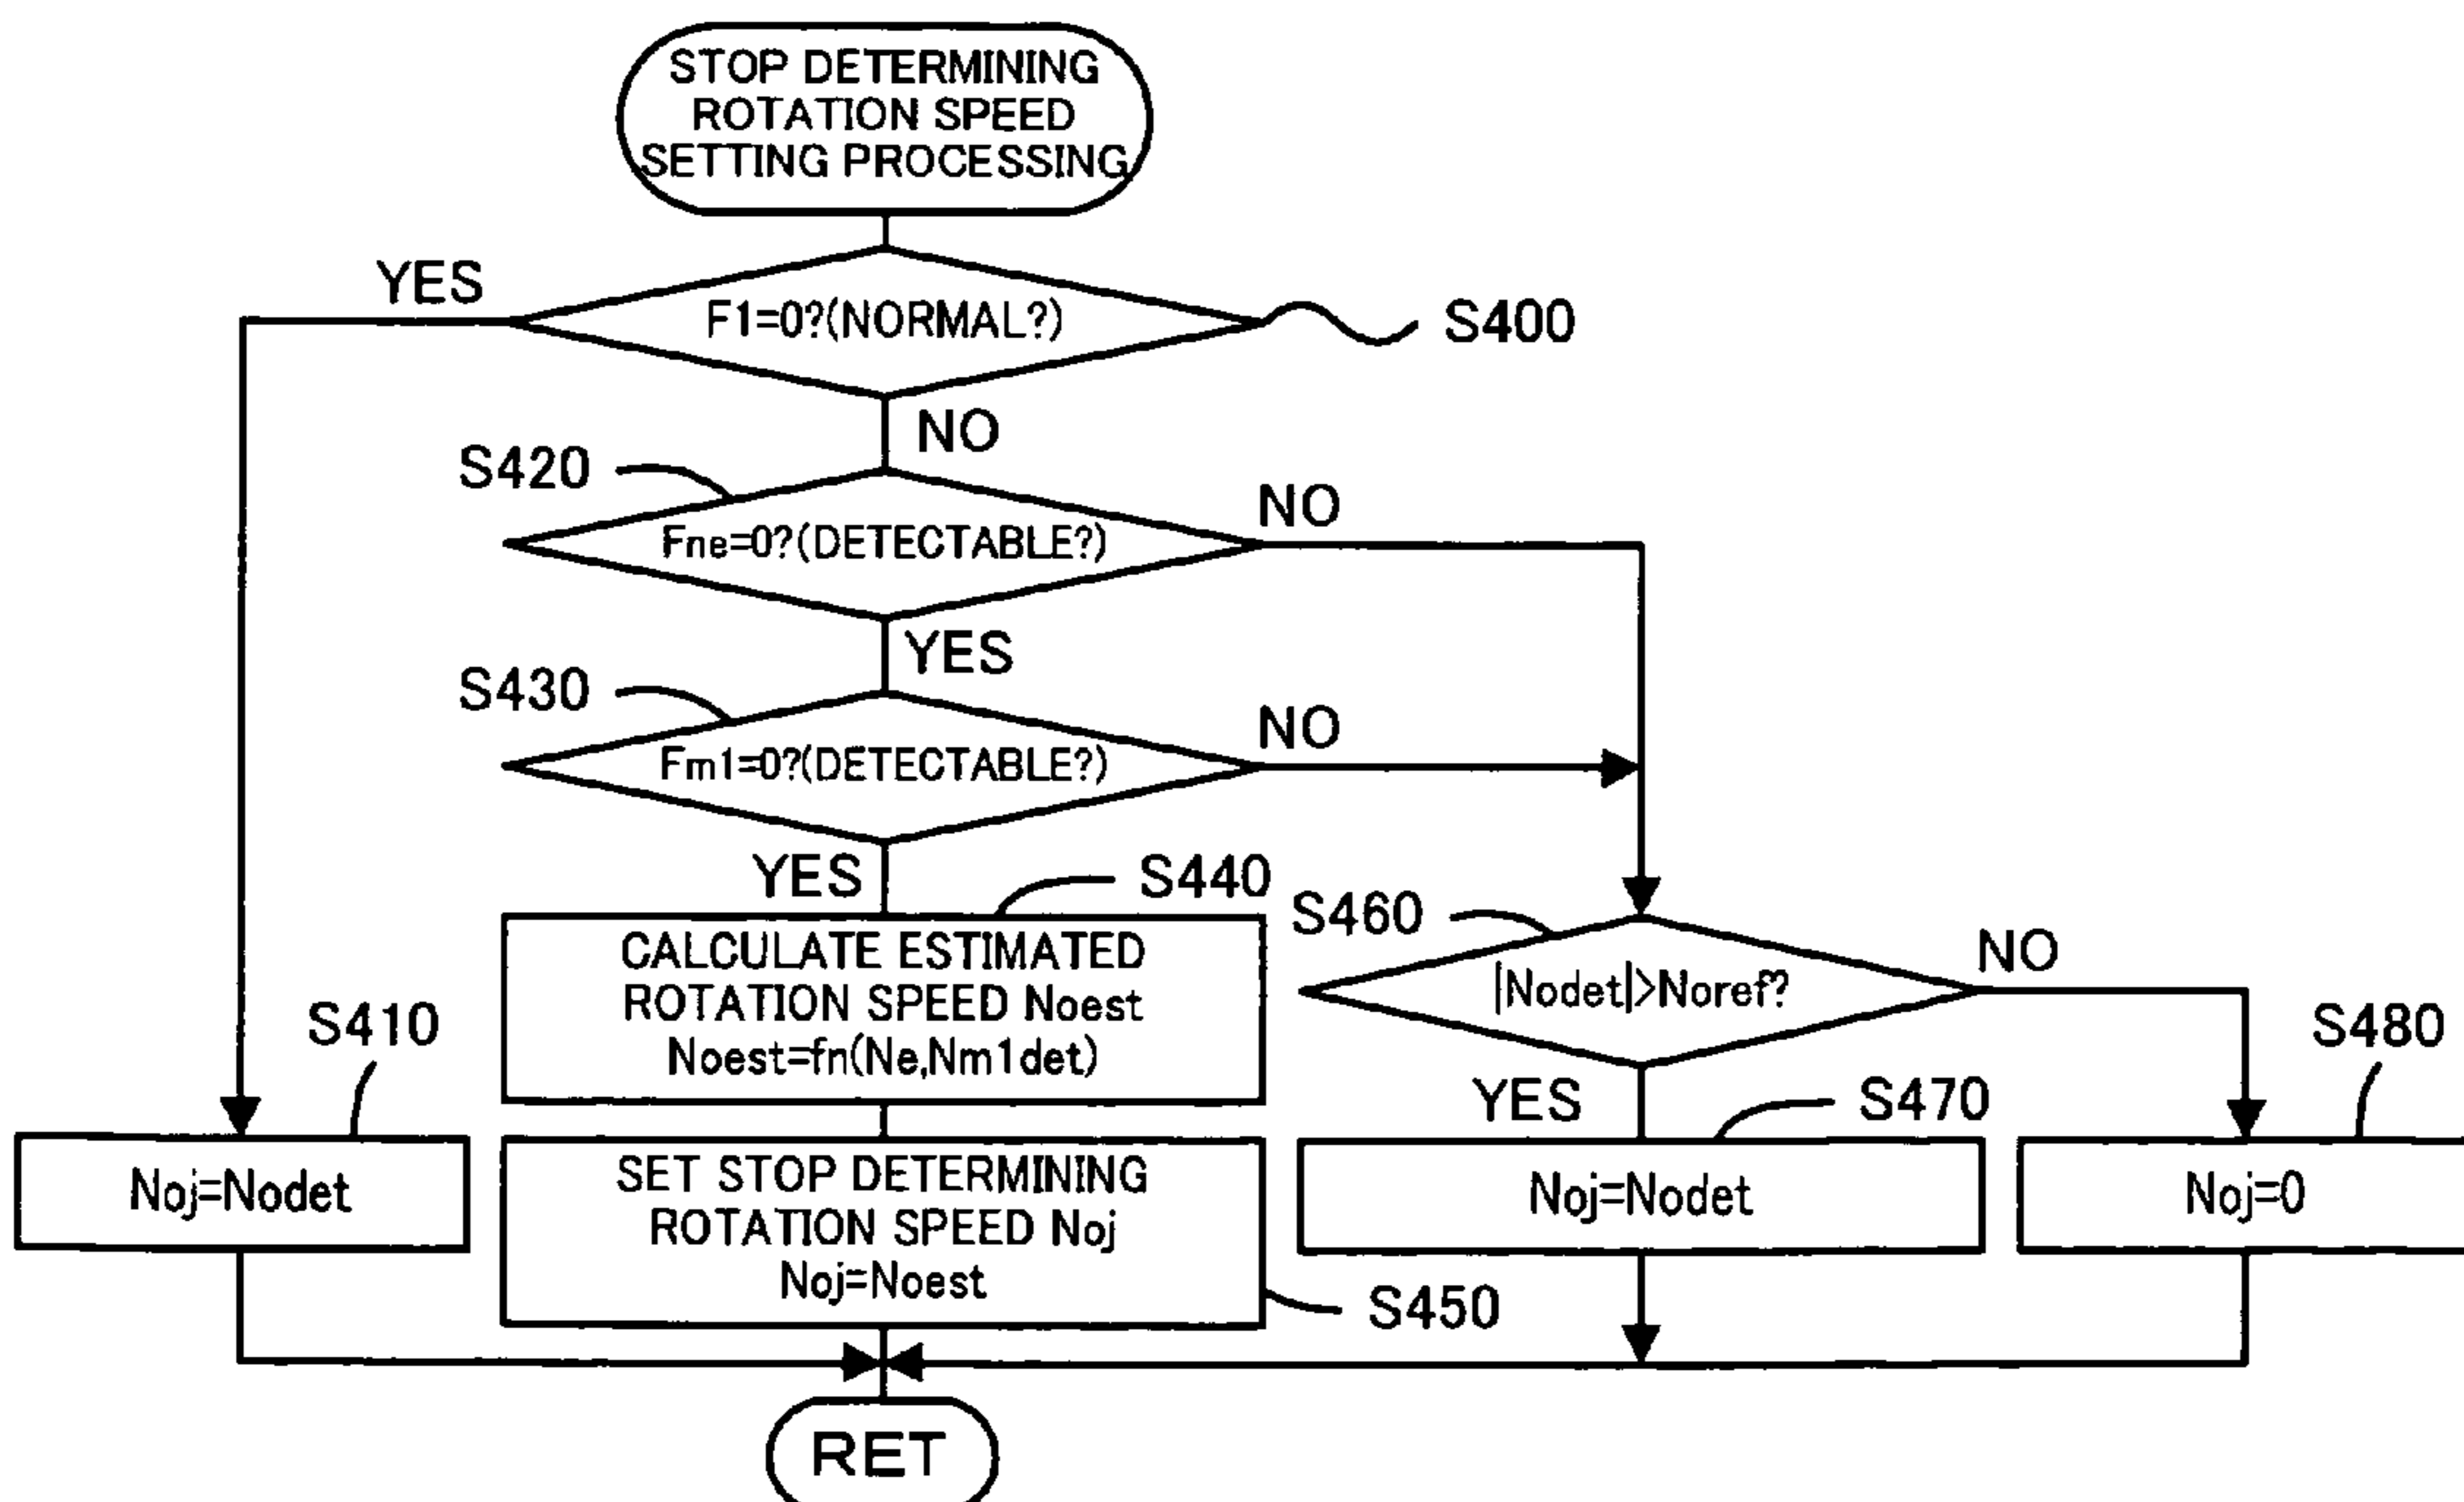 STOP DETERMINING
ROTATION SPEED
SETTING PROCESSING
YES
F1=0?(NORMAL?)
S400
NO
S420
Fne=0?(DETECTABLE?)
NO
YES
S430
Fm1=0?(DETECTABLE?)
NO
YES
S440
CALCULATE ESTIMATED
ROTATION SPEED Noest
Noest=fn(Ne,Nm1det)
S460
|Nodet|>Noref?
NO
S410
S480
YES
S470
Noj=Nodet
SET STOP DETERMINING
ROTATION SPEED Noj
Noj=Noest
Noj=Nodet
Noj=0
S450
RET